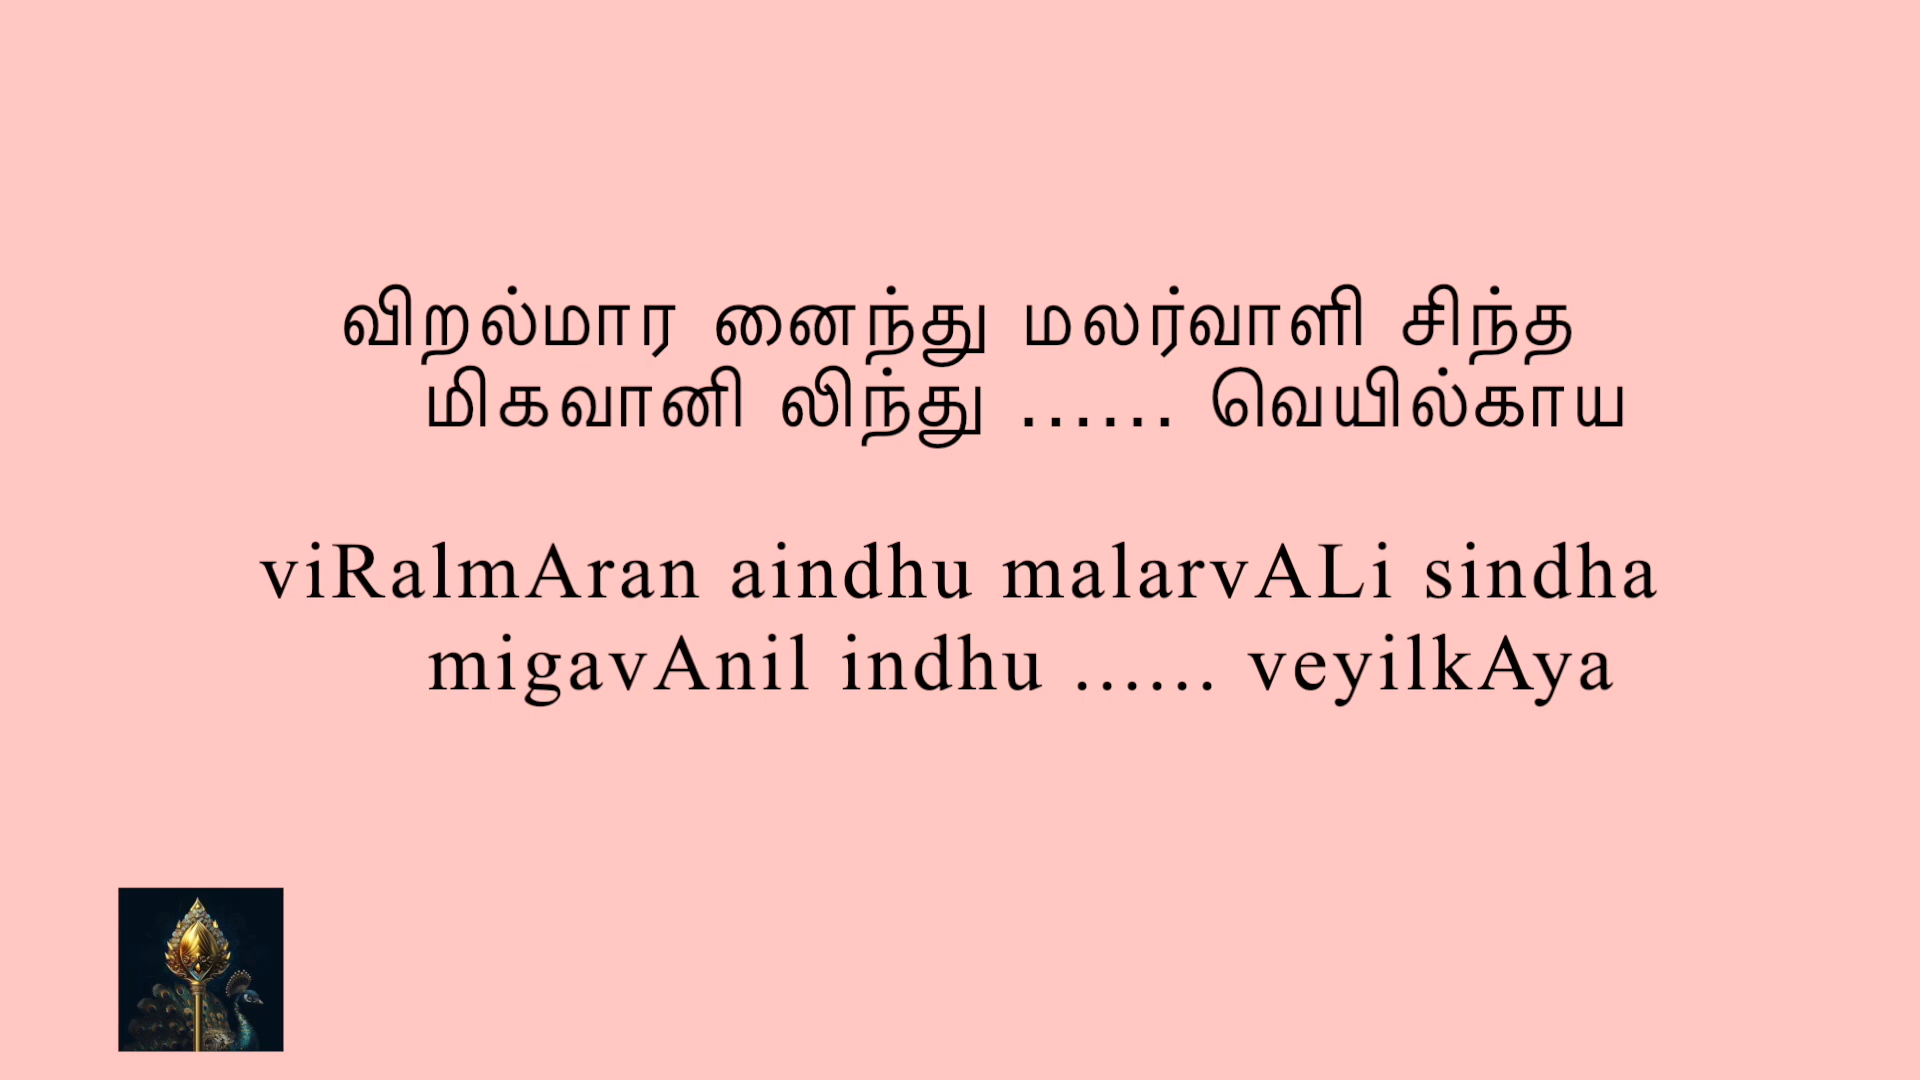 விறல்மார னைந்து மலர்வாளி சிந்த
மிகவானி லிந்து ...... வெயில்காய
viRalmAran aindhu malarvALi sindha
migavAnil indhu ...... veyilkAya